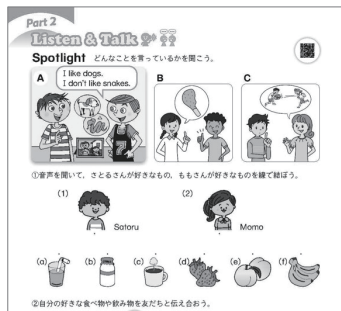 Part 2
Listen & Talk
Spotlight どんなことを言っているかを聞こう。
A
I like dogs.
I don't like snakes.
B
C
①音声を聞いて，さとるさんが好きなもの，ももさんが好きなものを線で結ぼう。
(1)
Satoru
(2)
Momo
(a)
(b)
(c)
(d)
(e)
(f)
②自分の好きな食べ物や飲み物を友だちと伝え合おう。